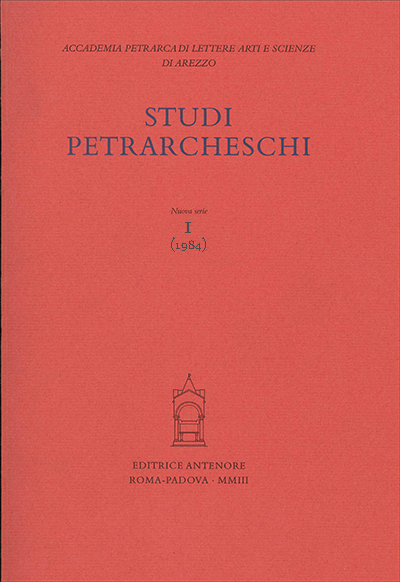 ACCADEMIA PETRARCA DI LETTERE ARTI E SCIENZE
DI AREZZO
STUDI
PETRARCHESCHI
Nuova serie
I
(1984)
EDITRICE ANTENORE
ROMA-PADOVA · MMIII